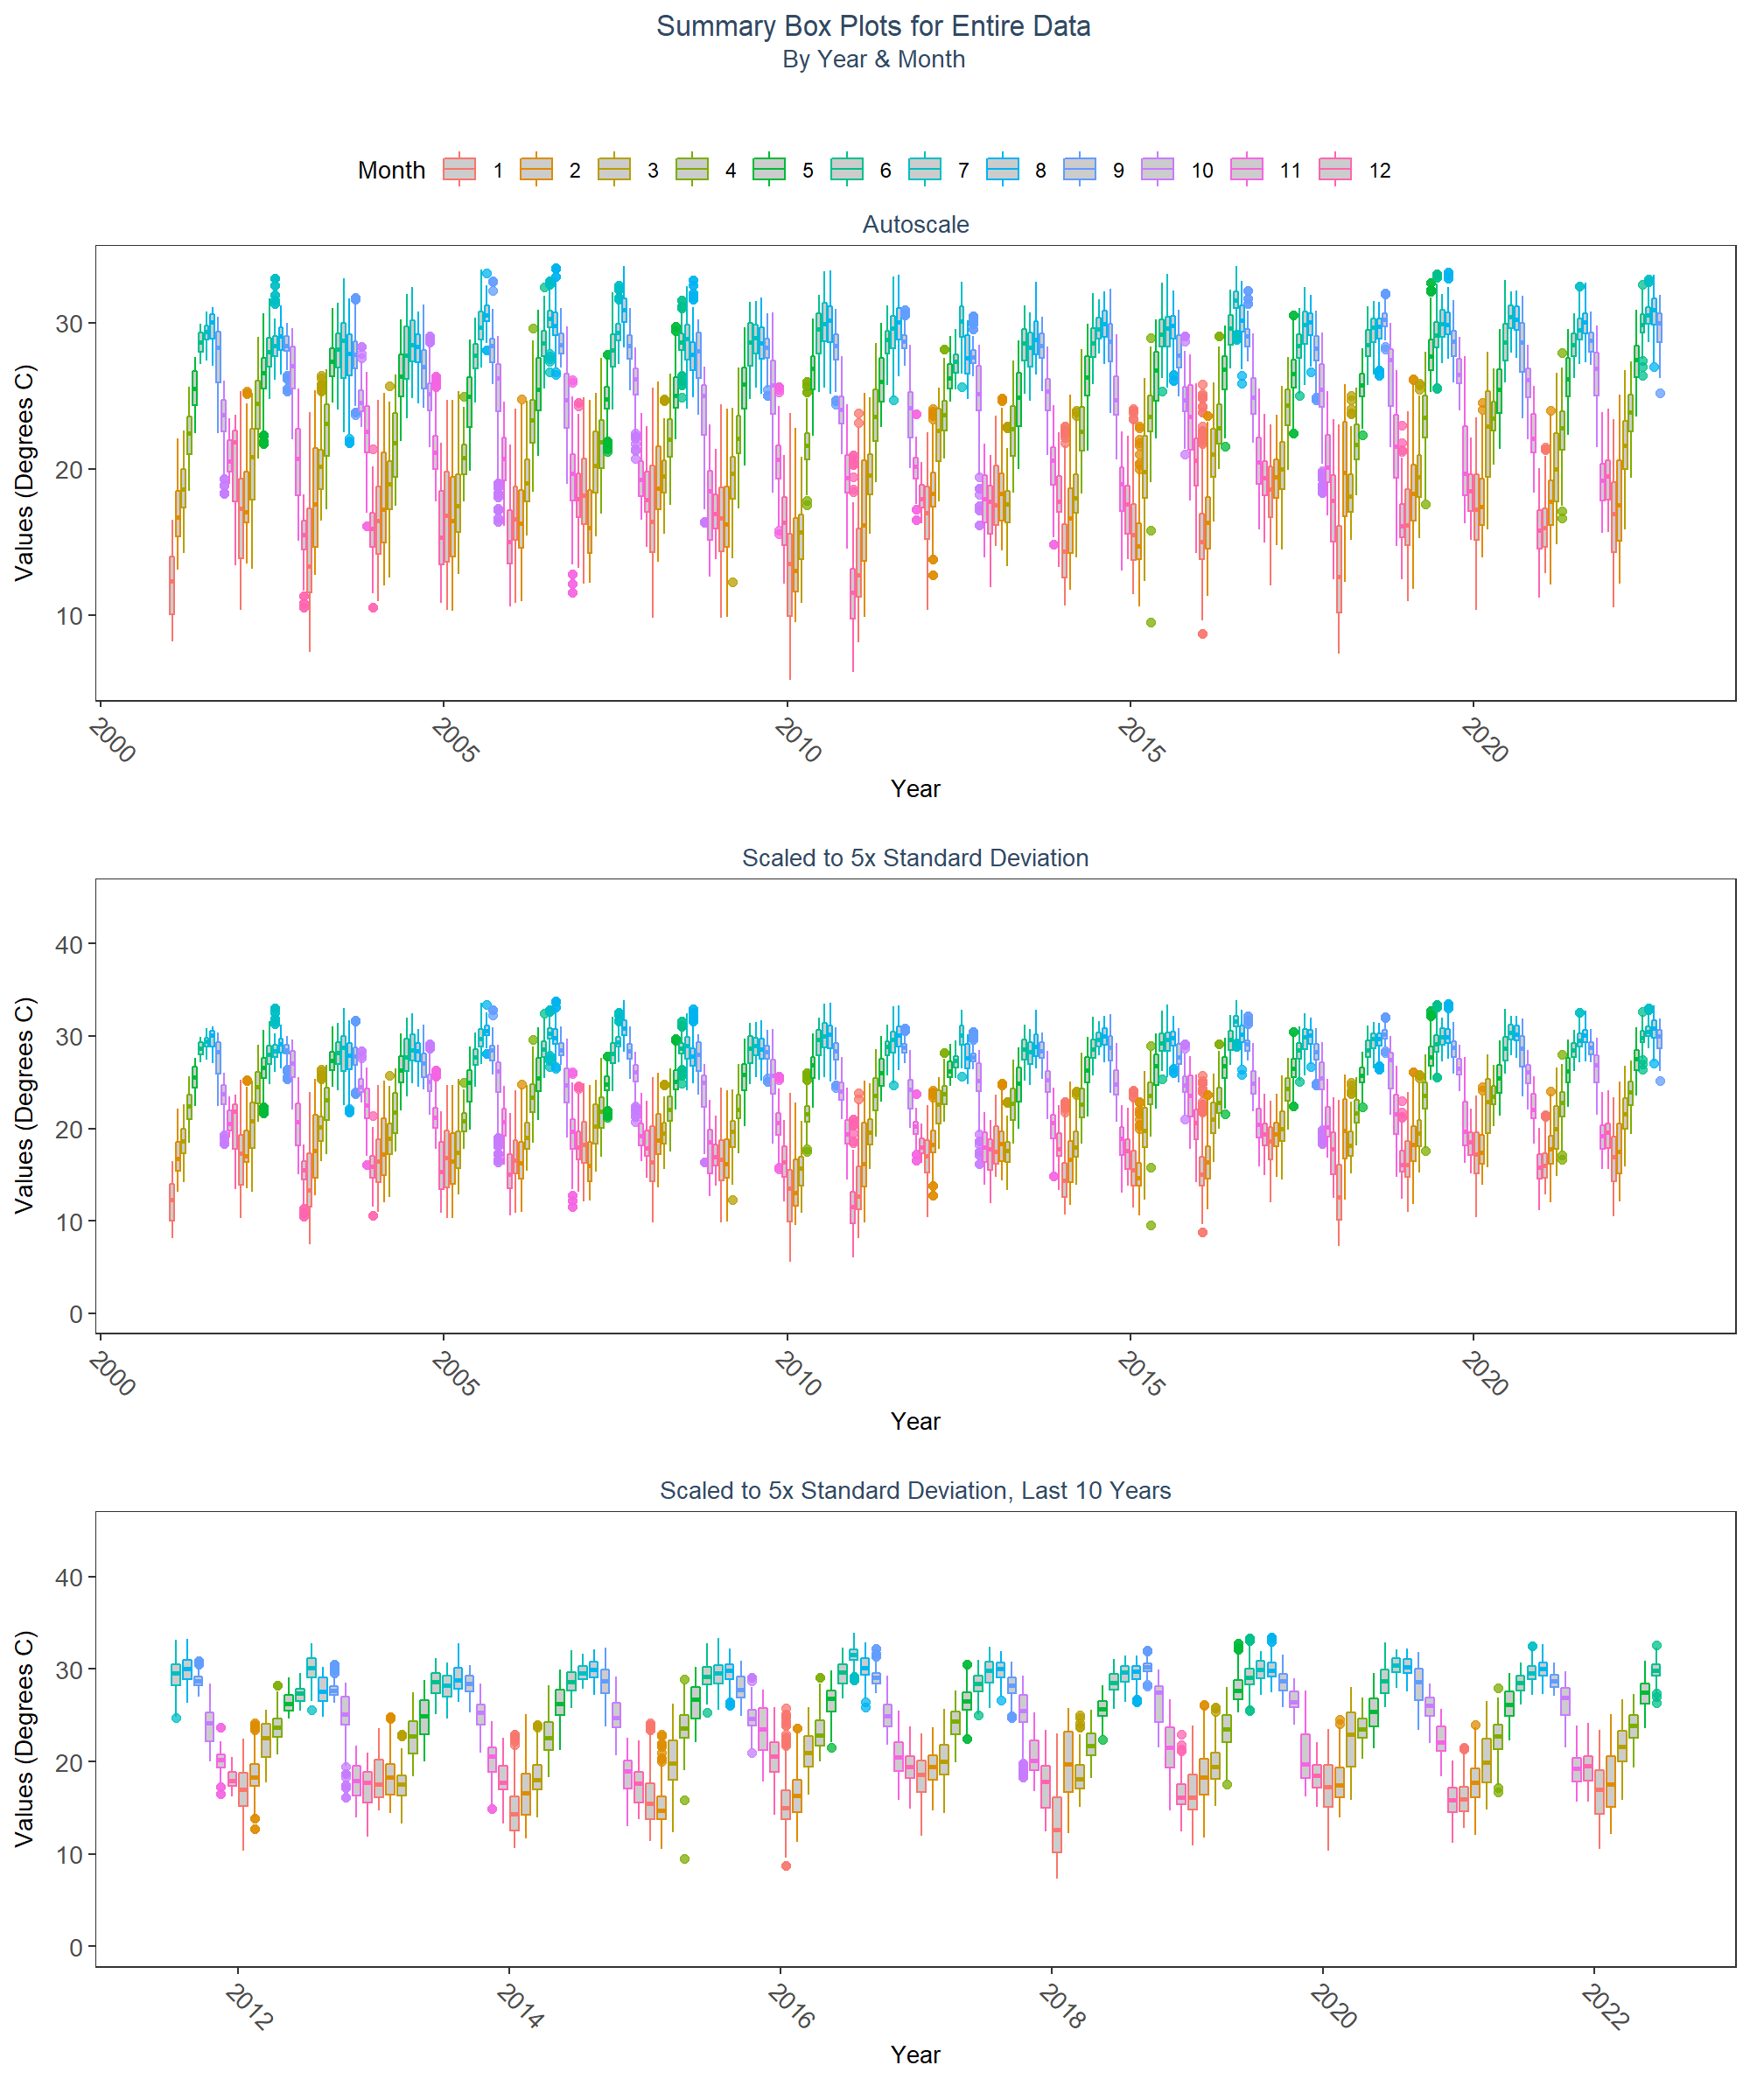 Summary Box Plots for Entire Data
By Year & Month
Month 1 2 3 4 5 6 7 8 9 10 11 12
Autoscale
Values (Degrees C)
30
20
10
2000 2005 2010 2015 2020
Year
Scaled to 5x Standard Deviation
Values (Degrees C)
40
30
20
10
0
2000 2005 2010 2015 2020
Year
Scaled to 5x Standard Deviation, Last 10 Years
Values (Degrees C)
40
30
20
10
0
2012 2014 2016 2018 2020 2022
Year